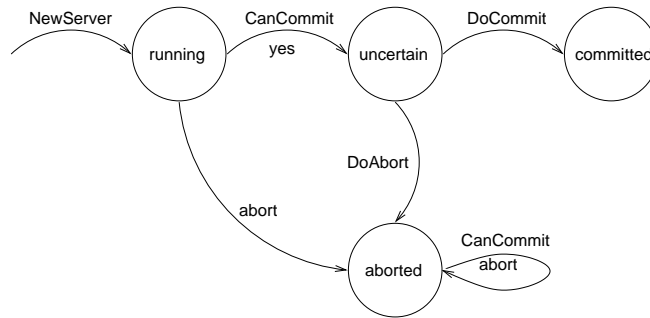 NewServer
CanCommit
DoCommit
running
yes
uncertain
committed
DoAbort
abort
CanCommit
abort
aborted